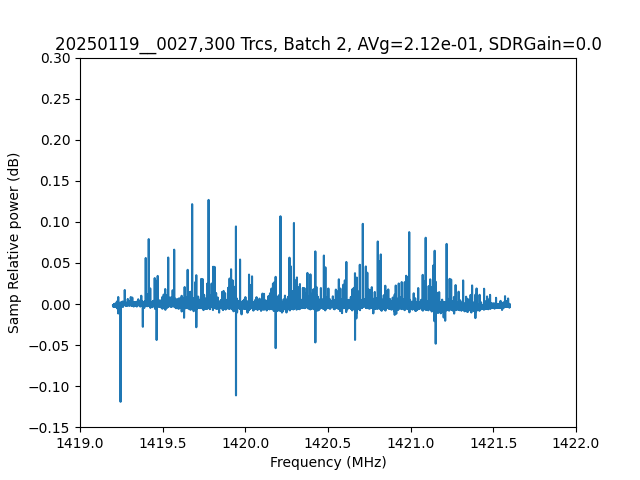 20250119__0027,300 Trcs, Batch 2, AVg=2.12e-01, SDRGain=0.0
0.30
0.25
0.20
0.15
0.10
0.05
0.00
−0.05
−0.10
−0.15
Samp Relative power (dB)
1419.0 1419.5 1420.0 1420.5 1421.0 1421.5 1422.0
Frequency (MHz)